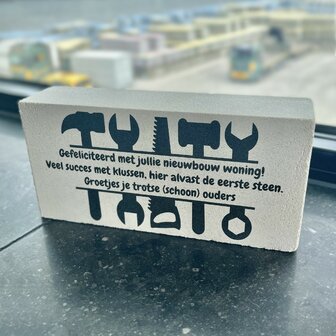 Gefeliciteerd met jullie nieuwbouw woning!
Veel succes met klussen, hier alvast de eerste steen.
Groetjes je trotse (schoon) ouders